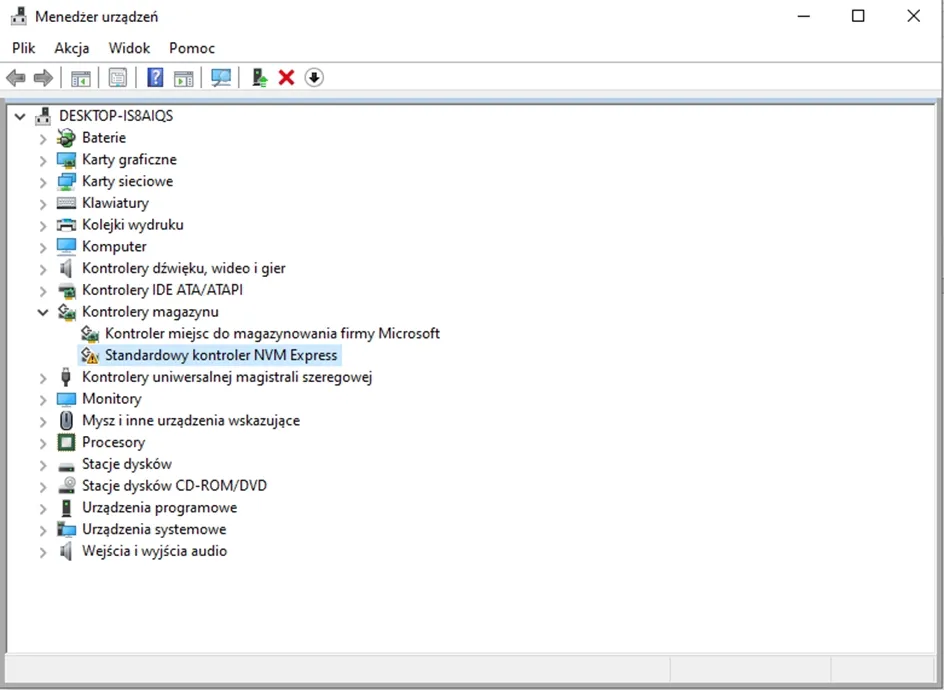 Menedżer urządzeń
Plik Akcja Widok Pomoc
DESKTOP-IS8AIQS
Baterie
Karty graficzne
Karty sieciowe
Klawiatury
Kolejki wydruku
Komputer
Kontrolery dźwięku, wideo i gier
Kontrolery IDE ATA/ATAPI
Kontrolery magazynu
Kontroler miejsc do magazynowania firmy Microsoft
Standardowy kontroler NVM Express
Kontrolery uniwersalnej magistrali szeregowej
Monitory
Mysz i inne urządzenia wskazujące
Procesory
Stacje dysków
Stacje dysków CD-ROM/DVD
Urządzenia programowe
Urządzenia systemowe
Wejścia i wyjścia audio